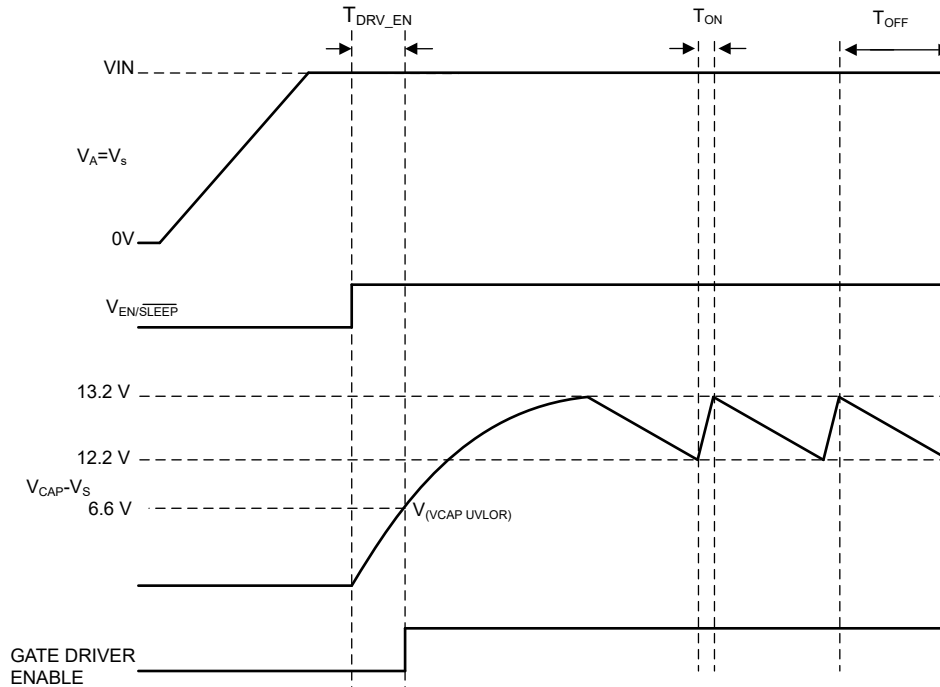 T_DRV_EN
T_ON
T_OFF
VIN
V_A=V_s
0V
V_EN/S̅L̅E̅E̅P̅
13.2 V
12.2 V
V_CAP-V_S
6.6 V
V_(VCAP UVLOR)
GATE DRIVER
ENABLE